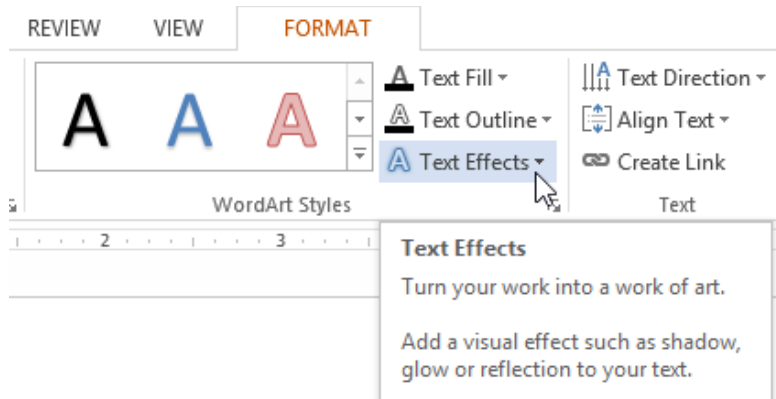 REVIEW VIEW FORMAT
A A A
Text Fill
Text Outline
Text Effects
WordArt Styles
Text Direction
Align Text
Create Link
Text
2 3
Text Effects
Turn your work into a work of art.
Add a visual effect such as shadow,
glow or reflection to your text.